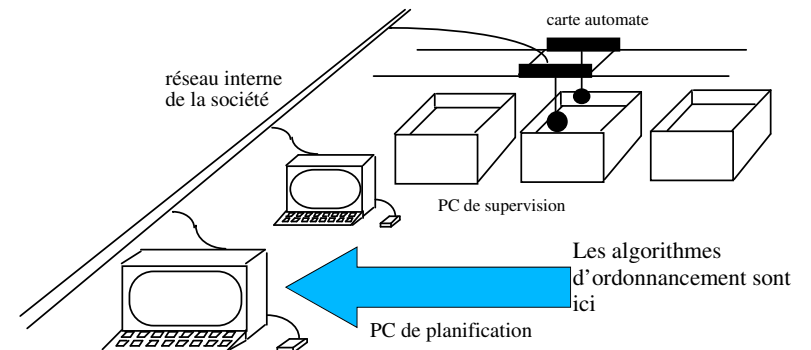 carte automate
réseau interne
de la société
PC de supervision
Les algorithmes
d’ordonnancement sont
ici
PC de planification